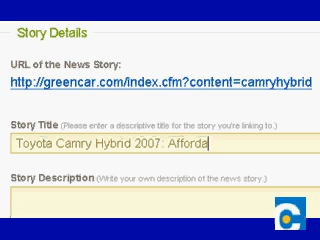 Story Details
URL of the News Story:
http://greencar.com/index.cfm?content=camryhybrid
Story Title (Please enter a descriptive title for the story you're linking to.)
Toyota Camry Hybrid 2007: Afforda
Story Description (Write your own description of the news story.)